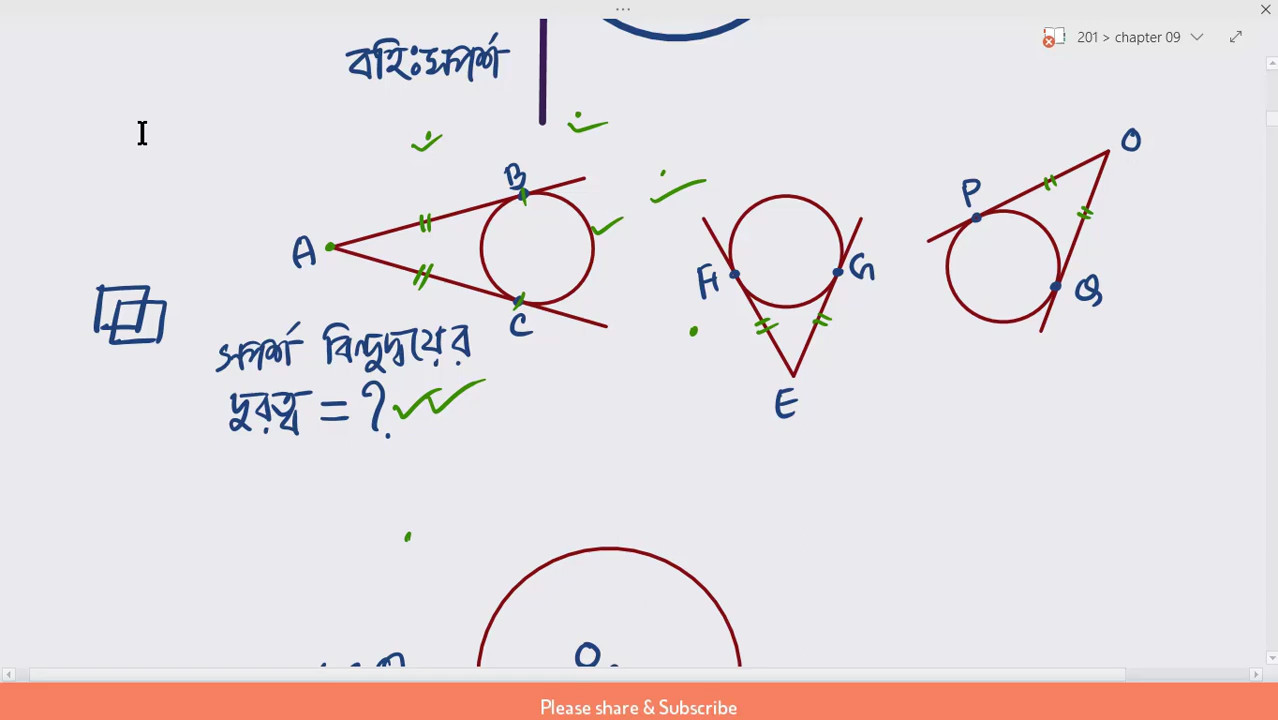 201 > chapter 09
বহিঃস্পর্শ
A
B
C
F
G
E
P
O
Q
স্পর্শ বিন্দুদ্বয়ের
দুরত্ব = ?
O
Please share & Subscribe